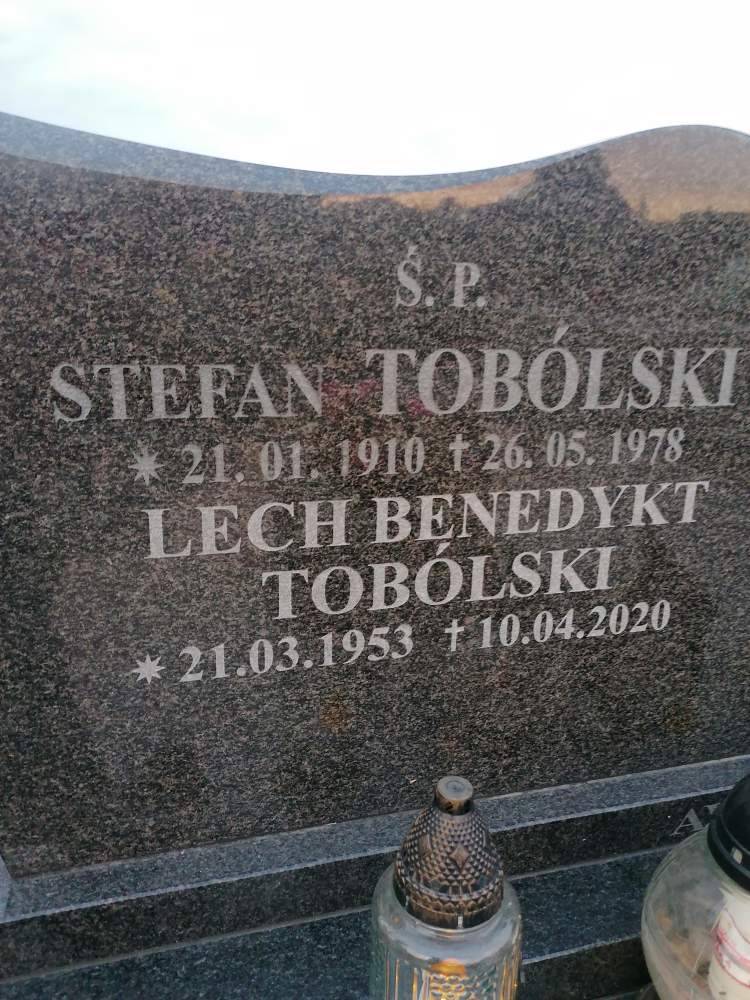 Ś. P.
STEFAN TOBÓLSKI
✴ 21. 01. 1910 † 26. 05. 1978
LECH BENEDYKT
TOBÓLSKI
✴ 21.03.1953 † 10.04.2020